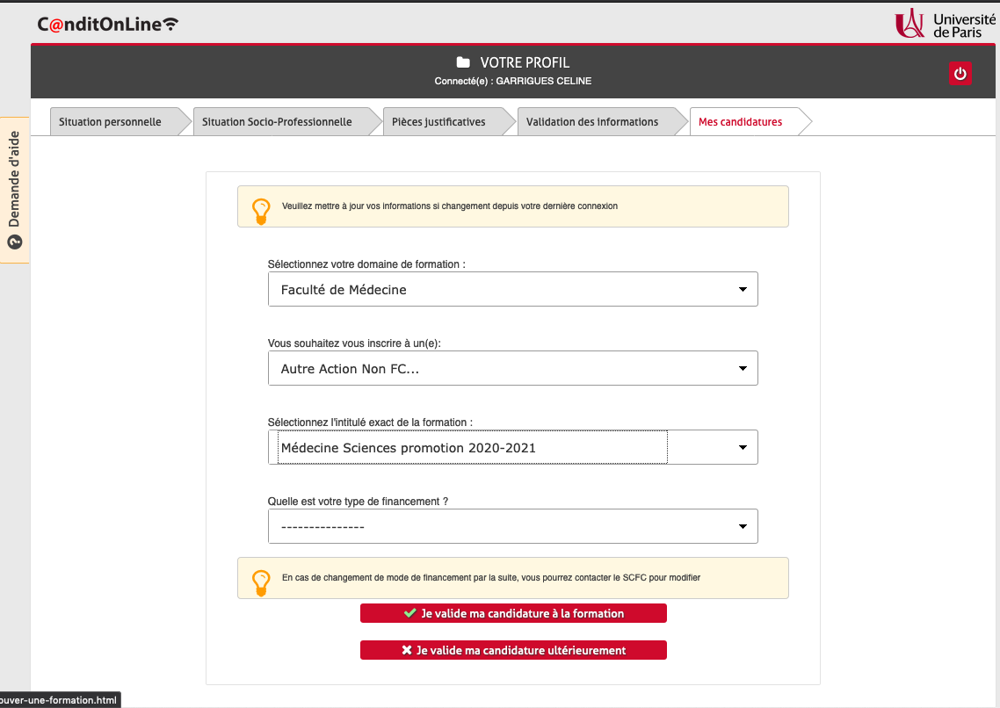 C@nditOnLine
Université
de Paris
VOTRE PROFIL
Connecté(e) : GARRIGUES CELINE
Situation personnelle
Situation Socio-Professionnelle
Pièces justificatives
Validation des informations
Mes candidatures
Demande d'aide
Veuillez mettre à jour vos informations si changement depuis votre dernière connexion
Sélectionnez votre domaine de formation :
Faculté de Médecine
Vous souhaitez vous inscrire à un(e):
Autre Action Non FC...
Sélectionnez l'intitulé exact de la formation :
Médecine Sciences promotion 2020-2021
Quelle est votre type de financement ?
---------------
En cas de changement de mode de financement par la suite, vous pourrez contacter le SCFC pour modifier
Je valide ma candidature à la formation
Je valide ma candidature ultérieurement
ouver-une-formation.html